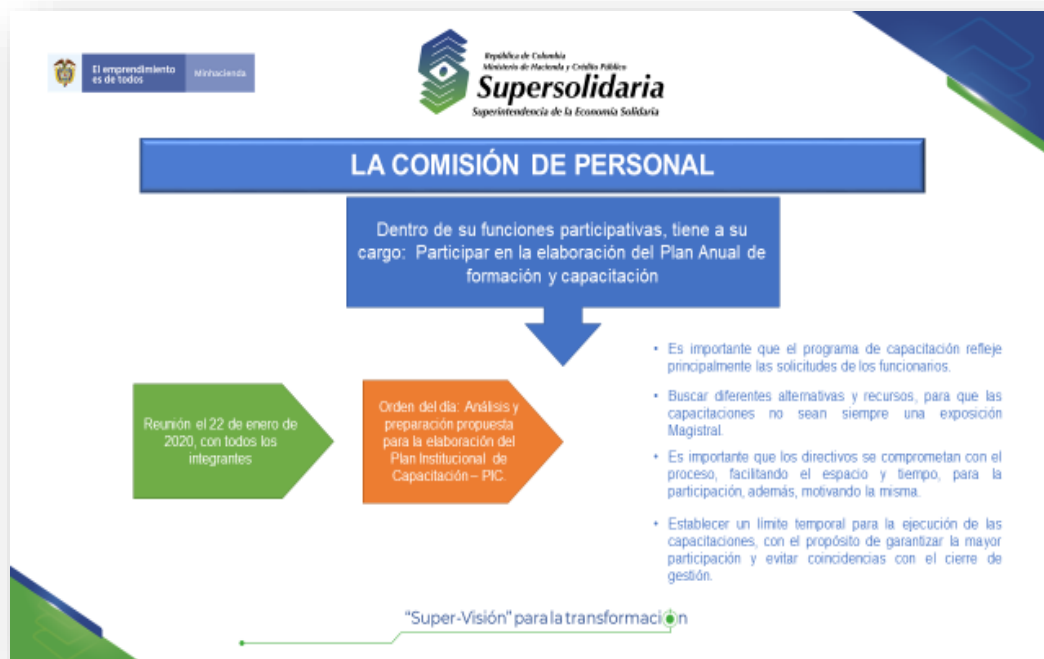 El emprendimiento
es de todos
Minhacienda
República de Colombia
Ministerio de Hacienda y Crédito Público
Supersolidaria
Superintendencia de la Economía Solidaria
LA COMISIÓN DE PERSONAL
Dentro de su funciones participativas, tiene a su
cargo: Participar en la elaboración del Plan Anual de
formación y capacitación
Reunión el 22 de enero de
2020, con todos los
integrantes
Orden del día: Análisis y
preparación propuesta
para la elaboración del
Plan Institucional de
Capacitación – PIC.
• Es importante que el programa de capacitación refleje
principalmente las solicitudes de los funcionarios.
• Buscar diferentes alternativas y recursos, para que las
capacitaciones no sean siempre una exposición
Magistral.
• Es importante que los directivos se comprometan con el
proceso, facilitando el espacio y tiempo, para la
participación, además, motivando la misma.
• Establecer un límite temporal para la ejecución de las
capacitaciones, con el propósito de garantizar la mayor
participación y evitar coincidencias con el cierre de
gestión.
"Super-Visión" para la transformación